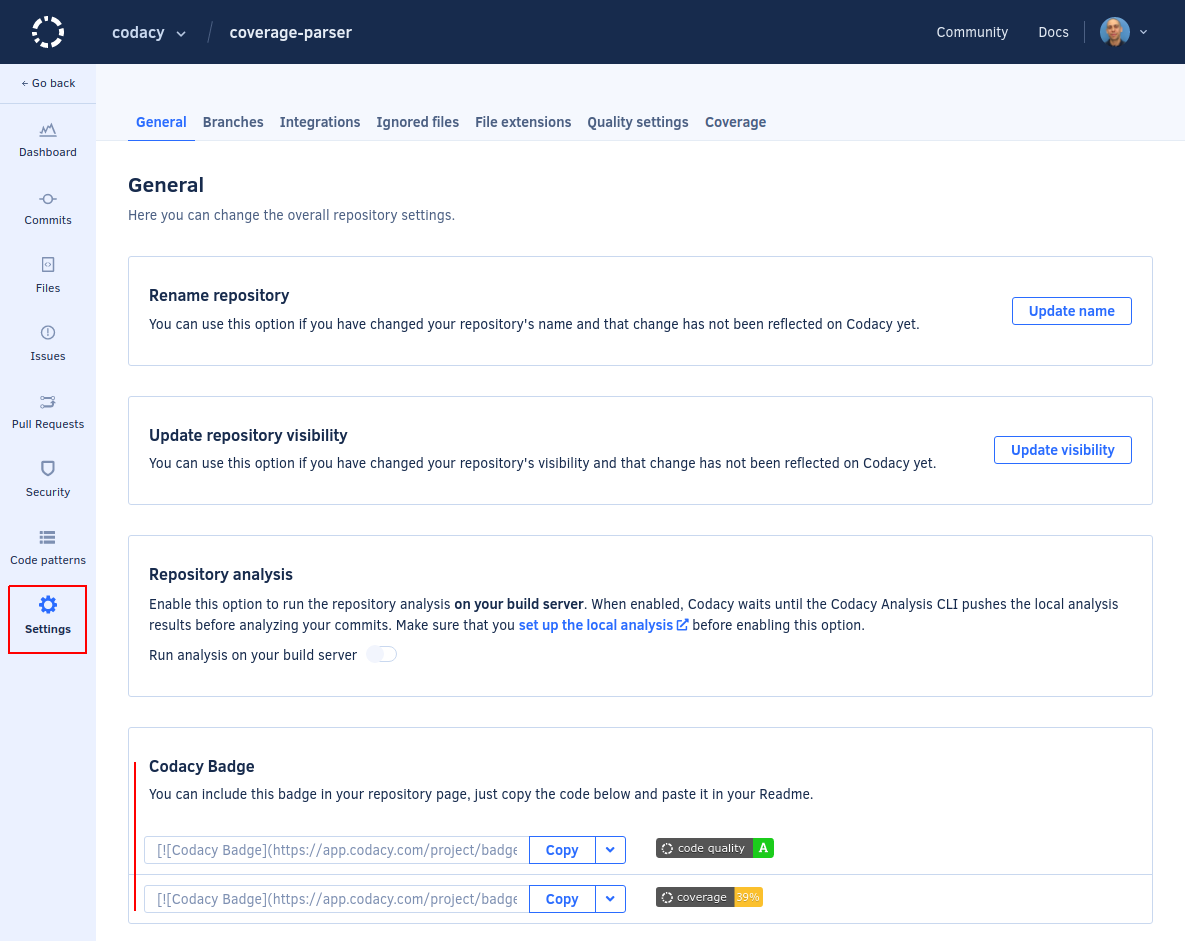 codacy / coverage-parser
Community
Docs
← Go back
Dashboard
Commits
Files
Issues
Pull Requests
Security
Code patterns
Settings
General
Branches
Integrations
Ignored files
File extensions
Quality settings
Coverage
General
Here you can change the overall repository settings.
Rename repository
You can use this option if you have changed your repository's name and that change has not been reflected on Codacy yet.
Update name
Update repository visibility
You can use this option if you have changed your repository's visibility and that change has not been reflected on Codacy yet.
Update visibility
Repository analysis
Enable this option to run the repository analysis on your build server. When enabled, Codacy waits until the Codacy Analysis CLI pushes the local analysis
results before analyzing your commits. Make sure that you set up the local analysis before enabling this option.
Run analysis on your build server
Codacy Badge
You can include this badge in your repository page, just copy the code below and paste it in your Readme.
[![Codacy Badge](https://app.codacy.com/project/badge
Copy
code quality A
[![Codacy Badge](https://app.codacy.com/project/badge
Copy
coverage 39%